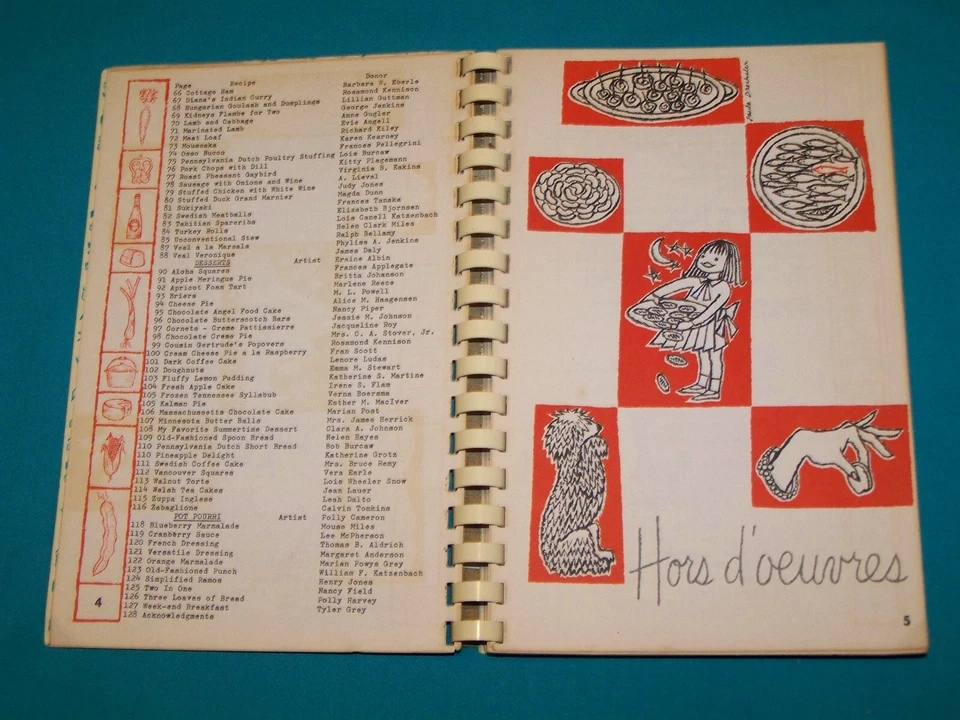 Page Recipe Donor
66 Cottage Ham Barbara W. Eberle
67 Diana's Indian Curry Rosamond Kennison
68 Hungarian Goulash and Dumplings Lillian Guttman
69 Kidneys Flambe for Two George Jenkins
70 Lamb and Cabbage Anne Gugler
71 Marinated Lamb Evie Angell
72 Meat Loaf Richard Kiley
73 Moussaka Karen Kearney
74 Osso Bucco Frances Pellegrini
75 Pennsylvania Dutch Poultry Stuffing Lois Burcaw
76 Pork Chops with Dill Kitty Plagemann
77 Roast Pheasant Gaybird Virginia B. Eakins
78 Sausage with Onions and Wine A. Lieval
79 Stuffed Chicken with White Wine Judy Jones
80 Stuffed Duck Grand Marnier Magda Dunn
81 Sukiyaki Frances Tanaka
82 Swedish Meatballs Elizabeth Bjornsen
83 Tahitian Spareribs Lois Canell Katzenbach
84 Turkey Rolls Helen Clark Miles
85 Unconventional Stew Ralph Bellamy
87 Veal a la Marsala Phyliss A. Jenkins
88 Veal Veronique James Daly
DESSERTS Artist Eraine Albin
90 Aloha Squares Frances Applegate
91 Apple Meringue Pie Britta Johanson
92 Apricot Foam Tart Marlene Reece
93 Briers M. L. Powell
94 Cheese Pie Alice M. Haagensen
95 Chocolate Angel Food Cake Nancy Piper
96 Chocolate Butterscotch Bars Jessie M. Johnson
97 Cornets - Creme Pattissierre Jacqueline Roy
98 Chocolate Creme Pie Mrs. C. A. Stover, Jr.
99 Cousin Gertrude's Popovers Rosamond Kennison
100 Cream Cheese Pie a la Raspberry Fran Scott
101 Dark Coffee Cake Lenore Ludas
102 Doughnuts Emma M. Stewart
103 Fluffy Lemon Pudding Katherine S. Martine
104 Fresh Apple Cake Irene S. Flam
105 Frozen Tennessee Syllabub Verna Boersma
105 Kalman Pie Esther M. MacIver
106 Massachusetts Chocolate Cake Marian Post
107 Minnesota Butter Balls Mrs. James Herrick
108 My Favorite Summertime Dessert Clara A. Johnson
109 Old-Fashioned Spoon Bread Helen Hayes
110 Pennsylvania Dutch Short Bread Bob Burcaw
110 Pineapple Delight Katherine Grotz
111 Swedish Coffee Cake Mrs. Bruce Remy
112 Vancouver Squares Vera Earle
113 Walnut Torte Lois Wheeler Snow
114 Welsh Tea Cakes Jean Lauer
115 Zuppa Inglese Leah Dalto
116 Zabaglione Calvin Tomkins
POT POURRI Artist Polly Cameron
118 Blueberry Marmalade Mouse Miles
119 Cranberry Sauce Lee McPherson
120 French Dressing Thomas B. Aldrich
121 Versatile Dressing Margaret Anderson
122 Orange Marmalade Marian Powys Grey
123 Old-Fashioned Punch William F. Katzenbach
124 Simplified Ramos Henry Jones
125 Two In One Nancy Field
126 Three Loaves of Bread Polly Harvey
127 Week-end Breakfast Tyler Grey
128 Acknowledgments
4
Hors d'oeuvres
5